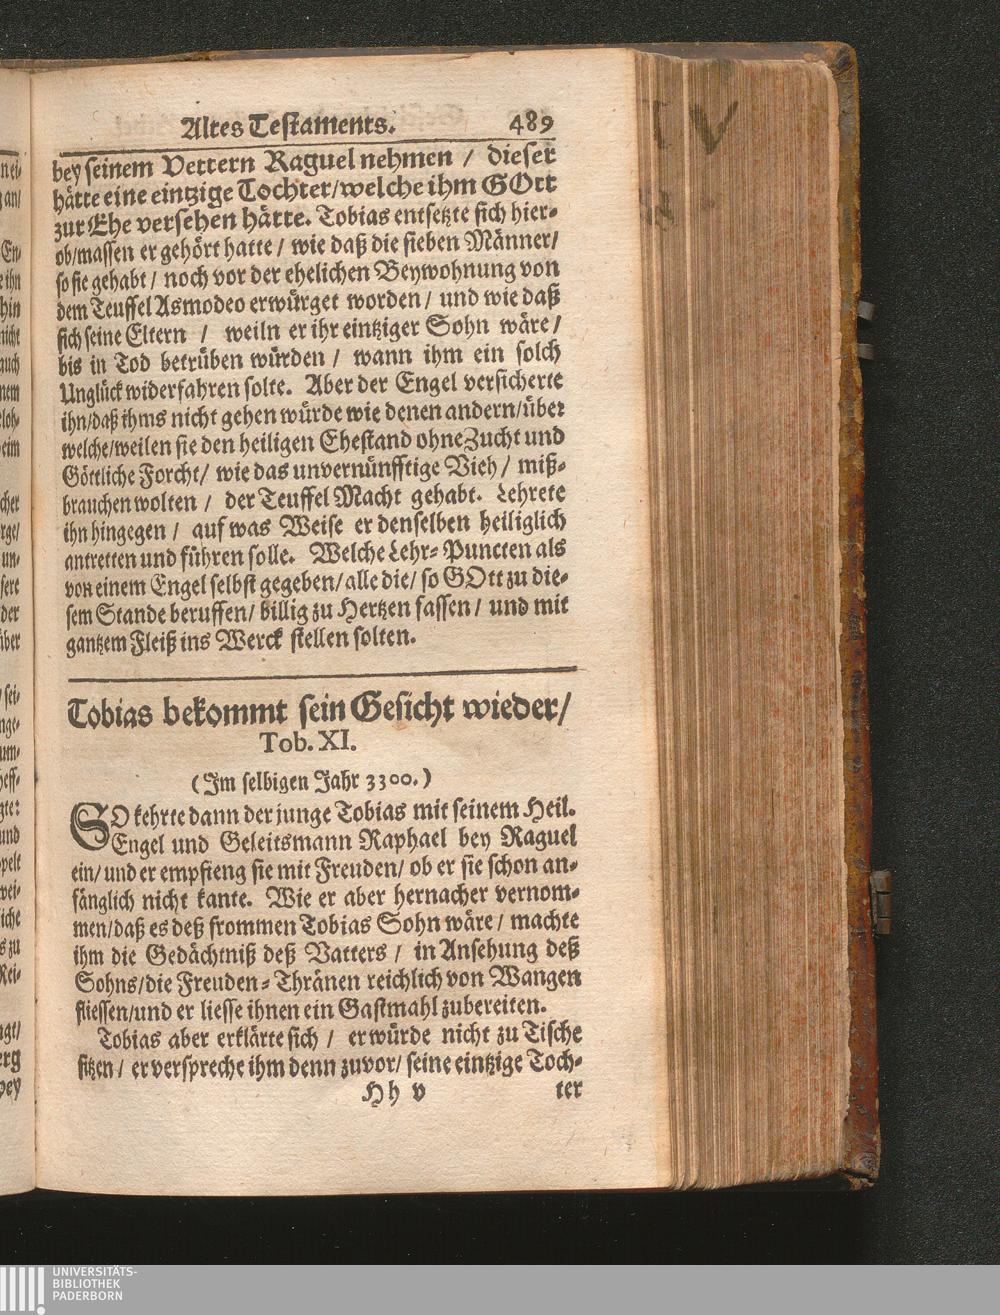 Altes Testaments. 489
bey seinem Vettern Raguel nehmen / dieser
hätte eine eintzige Tochter/welche ihm GOtt
zur Ehe versehen hätte. Tobias entsetzte sich hier-
ob/massen er gehört hatte / wie daß die sieben Männer/
so sie gehabt / noch vor der ehelichen Beywohnung von
dem Teuffel Asmodeo erwürget worden / und wie daß
sich seine Eltern / weiln er ihr eintziger Sohn wäre /
bis in Tod betrüben würden / wann ihm ein solch
Unglück widerfahren solte. Aber der Engel versicherte
ihn/daß ihms nicht gehen würde wie denen andern/über
welche/weilen sie den heiligen Ehestand ohne Zucht und
Göttliche Forcht/ wie das unvernünfftige Vieh / miß-
brauchen wolten / der Teuffel Macht gehabt. Lehrete
ihn hingegen / auf was Weise er denselben heiliglich
antretten und führen solle. Welche Lehr-Puncten als
von einem Engel selbst gegeben/alle die/ so GOtt zu die-
sem Stande beruffen/ billig zu Hertzen fassen / und mit
gantzem Fleiß ins Werck stellen solten.
Tobias bekommt sein Gesicht wieder/
Tob. XI.
(Im selbigen Jahr 3300.)
SO kehrte dann der junge Tobias mit seinem Heil.
Engel und Geleitsmann Raphael bey Raguel
ein/ und er empfieng sie mit Freuden/ ob er sie schon an-
fänglich nicht kante. Wie er aber hernacher vernom-
men/daß es deß frommen Tobias Sohn wäre / machte
ihm die Gedächtniß deß Vatters / in Ansehung deß
Sohns/die Freuden-Thränen reichlich von Wangen
fliessen/und er liesse ihnen ein Gastmahl zubereiten.
Tobias aber erklärte sich / er würde nicht zu Tische
sitzen / er verspreche ihm denn zuvor/ seine eintzige Toch-
Hh v ter
UNIVERSITÄTS-
BIBLIOTHEK
PADERBORN